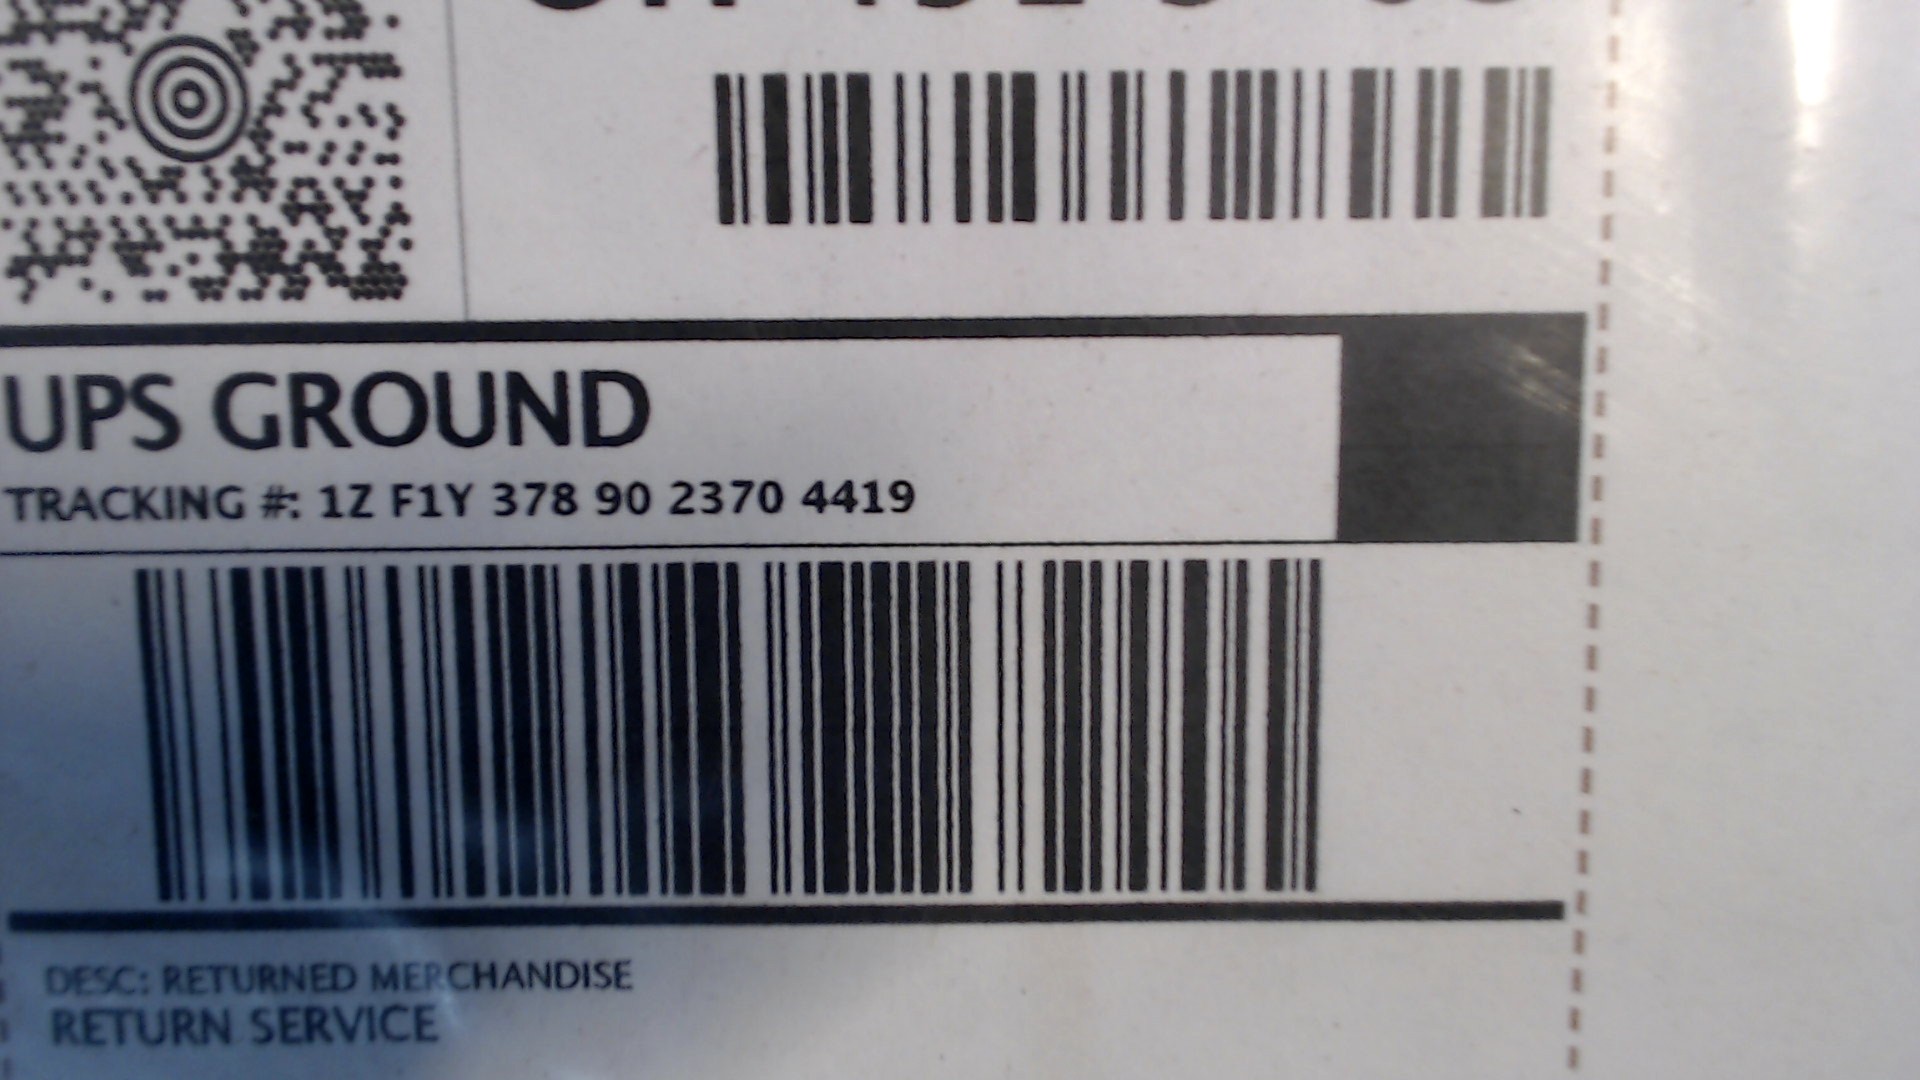 UPS GROUND
TRACKING #: 1Z F1Y 378 90 2370 4419
DESC: RETURNED MERCHANDISE
RETURN SERVICE